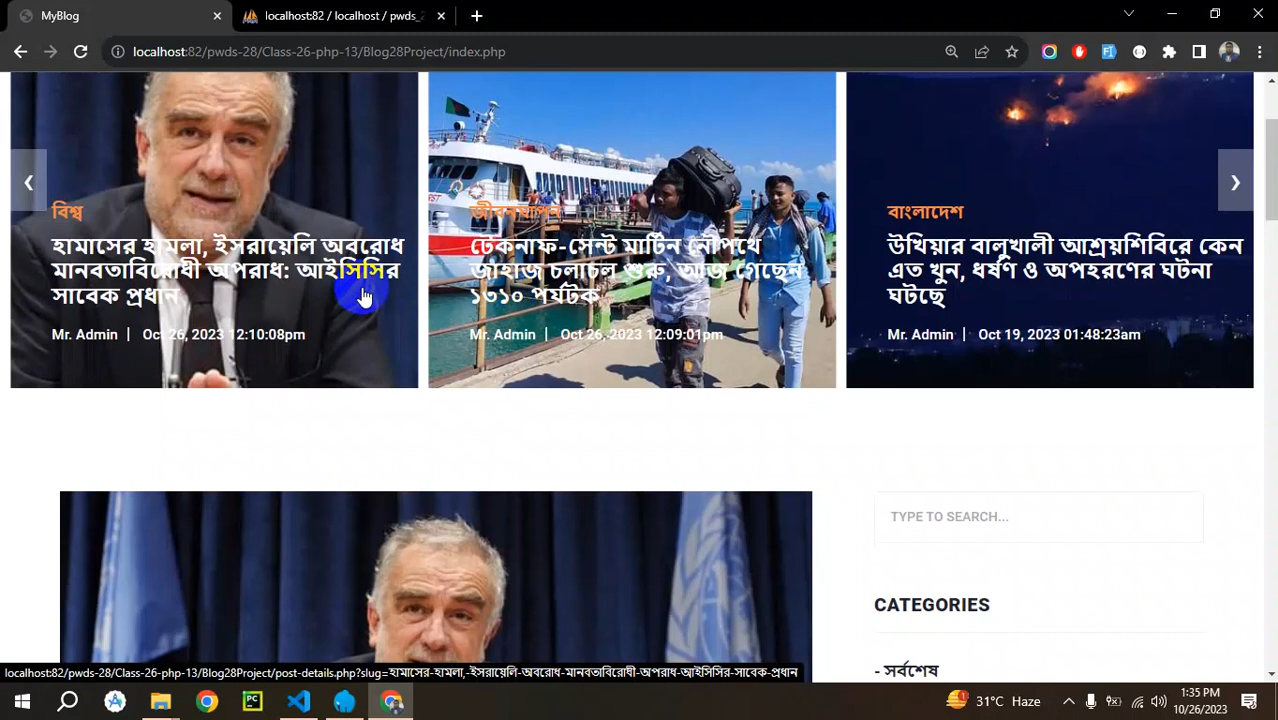 MyBlog
localhost:82 / localhost / pwds_2
localhost:82/pwds-28/Class-26-php-13/Blog28Project/index.php
বিশ্ব
হামাসের হামলা, ইসরায়েলি অবরোধ
মানবতাবিরোধী অপরাধ: আইসিসির
সাবেক প্রধান
Mr. Admin | Oct 26, 2023 12:10:08pm
জীবনযাপন
টেকনাফ-সেন্ট মার্টিন নৌপথে
জাহাজ চলাচল শুরু, আজ গেছেন
১৩১০ পর্যটক
Mr. Admin | Oct 26, 2023 12:09:01pm
বাংলাদেশ
উখিয়ার বালুখালী আশ্রয়শিবিরে কেন
এত খুন, ধর্ষণ ও অপহরণের ঘটনা
ঘটছে
Mr. Admin | Oct 19, 2023 01:48:23am
TYPE TO SEARCH...
CATEGORIES
- সর্বশেষ
localhost:82/pwds-28/Class-26-php-13/Blog28Project/post-details.php?slug=হামাসের-হামলা,-ইসরায়েলি-অবরোধ-মানবতাবিরোধী-অপরাধ-আইসিসির-সাবেক-প্রধান
31°C Haze
1:35 PM
10/26/2023